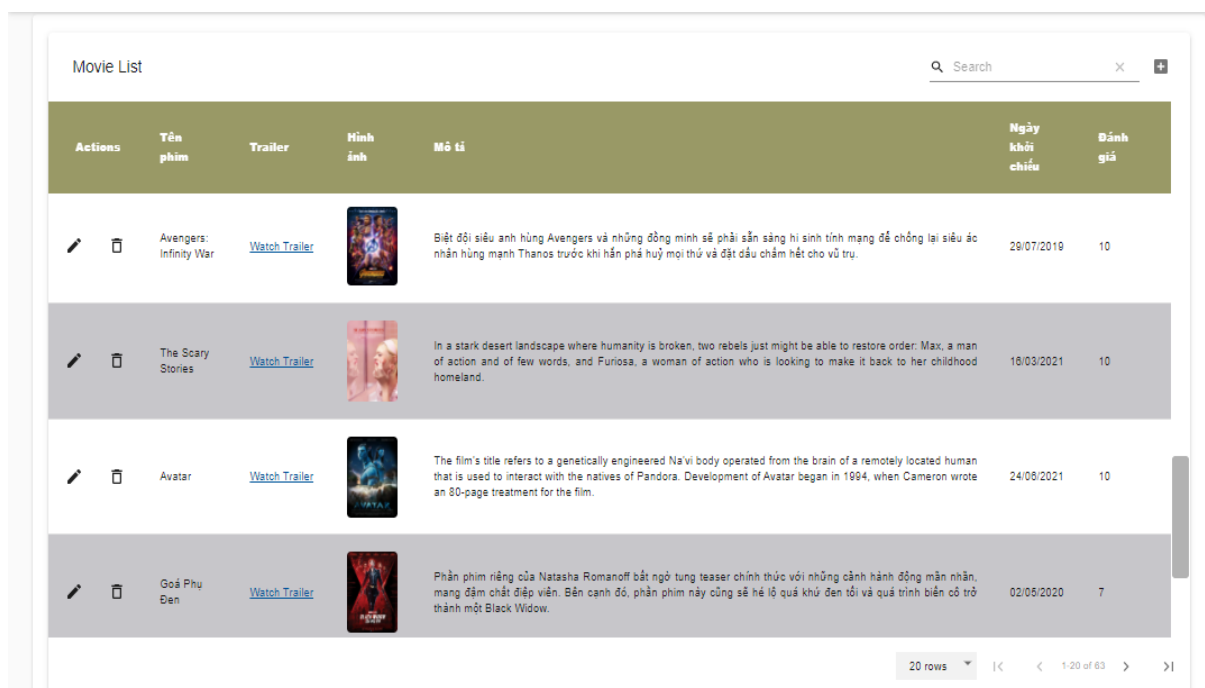 Movie List
Search
Actions
Tên
phim
Trailer
Hình
ảnh
Mô tả
Ngày
khởi
chiếu
Đánh
giá
Avengers:
Infinity War
Watch Trailer
Biệt đội siêu anh hùng Avengers và những đồng minh sẽ phải sẵn sàng hi sinh tính mạng để chống lại siêu ác
nhân hùng mạnh Thanos trước khi hắn phá huỷ mọi thứ và đặt dấu chấm hết cho vũ trụ.
29/07/2019
10
The Scary
Stories
Watch Trailer
In a stark desert landscape where humanity is broken, two rebels just might be able to restore order: Max, a man
of action and of few words, and Furiosa, a woman of action who is looking to make it back to her childhood
homeland.
16/03/2021
10
Avatar
Watch Trailer
The film's title refers to a genetically engineered Na'vi body operated from the brain of a remotely located human
that is used to interact with the natives of Pandora. Development of Avatar began in 1994, when Cameron wrote
an 80-page treatment for the film.
24/06/2021
10
AVATAR
Goá Phụ
Đen
Watch Trailer
Phần phim riêng của Natasha Romanoff bất ngờ tung teaser chính thức với những cảnh hành động mãn nhãn,
mang đậm chất điệp viên. Bên cạnh đó, phần phim này cũng sẽ hé lộ quá khứ đen tối và quá trình biến cố trở
thành một Black Widow.
02/05/2020
7
BLACK WIDOW
20 rows
1-20 of 63